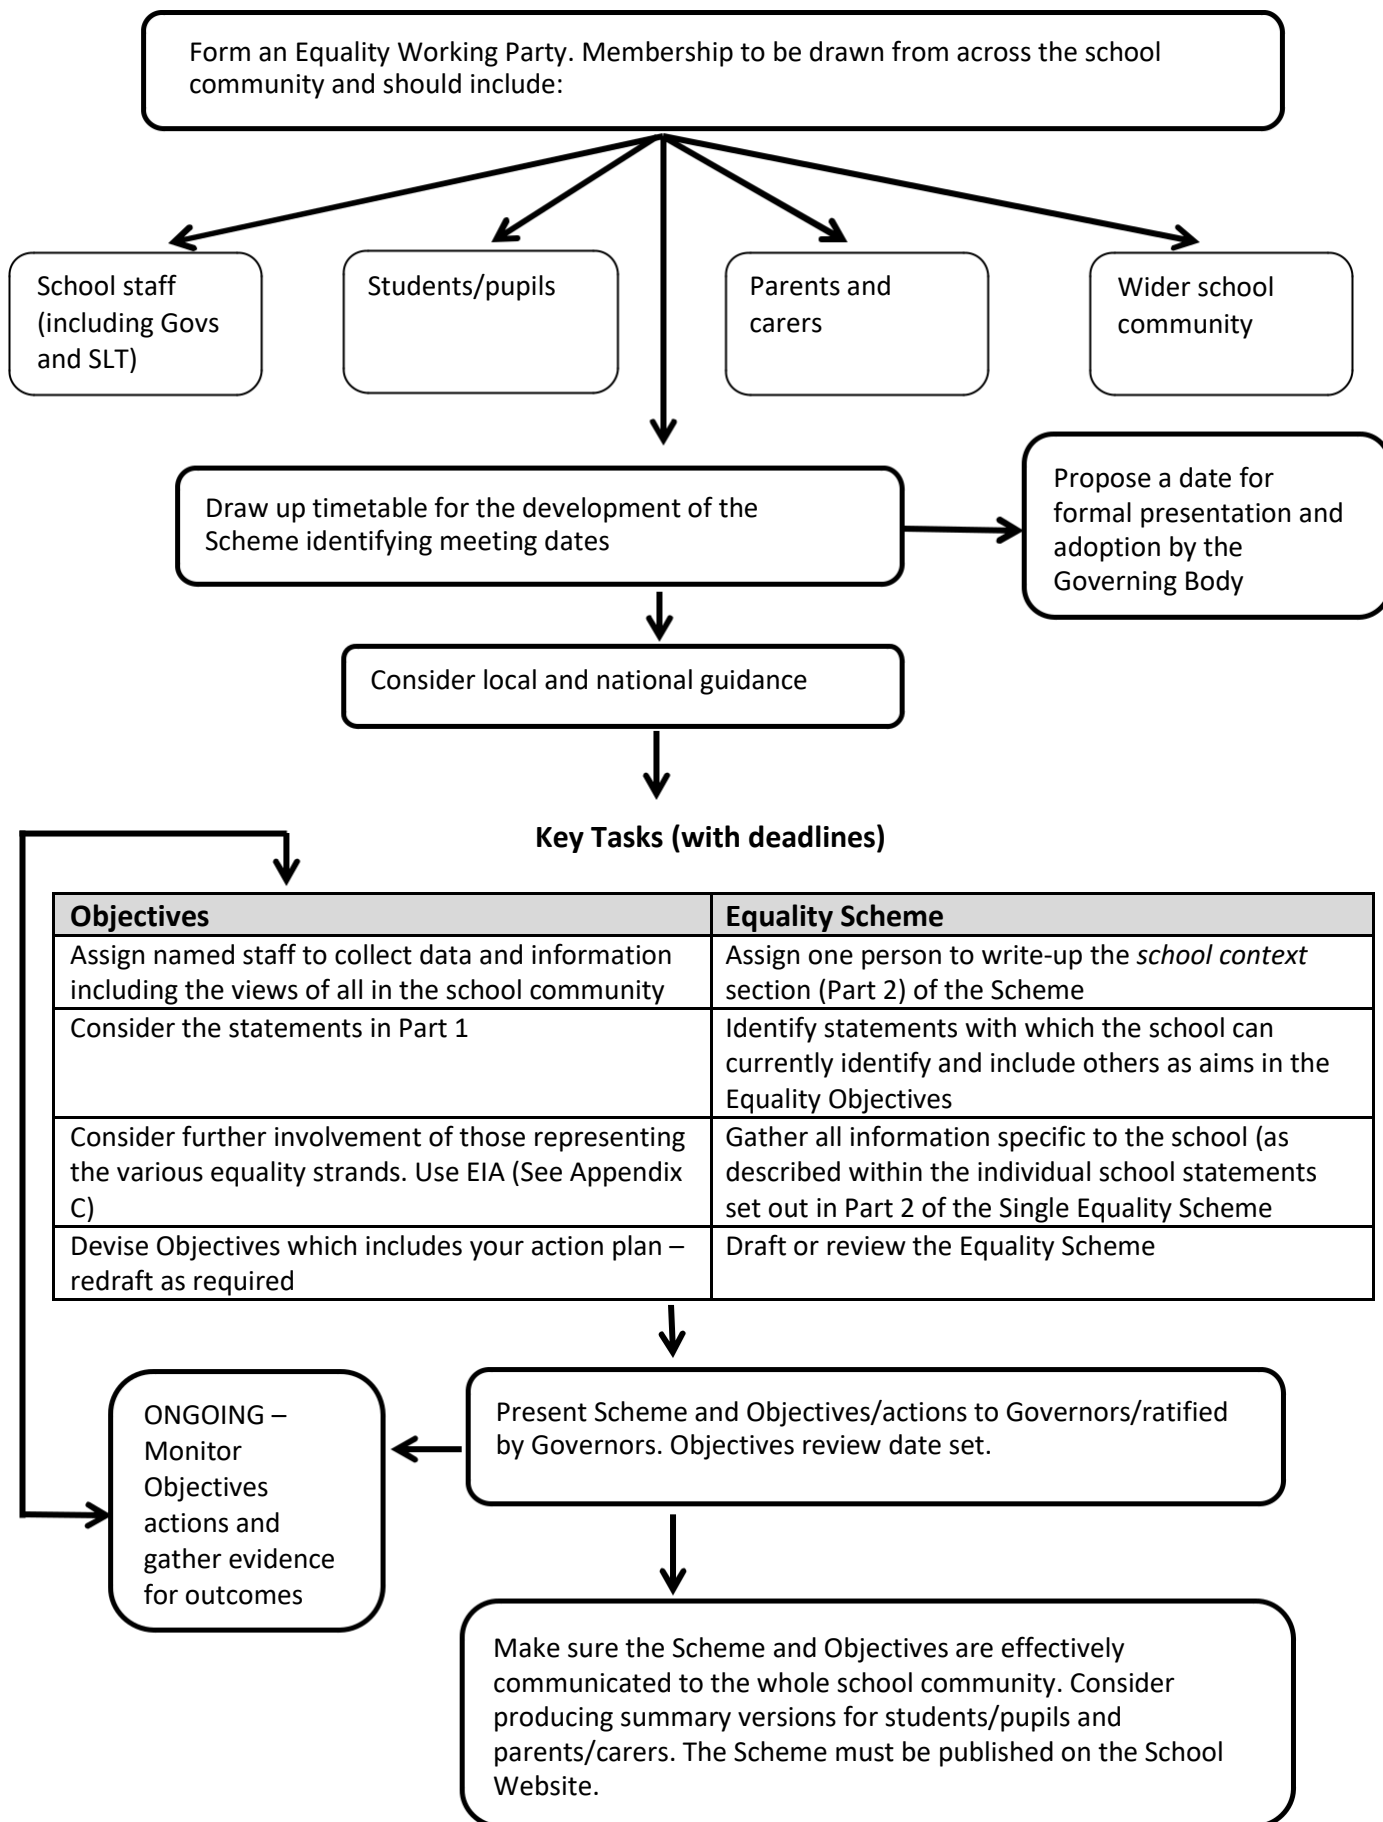 Form an Equality Working Party. Membership to be drawn from across the school
community and should include:
School staff
(including Govs
and SLT)
Students/pupils
Parents and
carers
Wider school
community
Draw up timetable for the development of the
Scheme identifying meeting dates
Propose a date for
formal presentation and
adoption by the
Governing Body
Consider local and national guidance
Key Tasks (with deadlines)
Objectives
Equality Scheme
Assign named staff to collect data and information
including the views of all in the school community
Assign one person to write-up the school context
section (Part 2) of the Scheme
Consider the statements in Part 1
Identify statements with which the school can
currently identify and include others as aims in the
Equality Objectives
Consider further involvement of those representing
the various equality strands. Use EIA (See Appendix
C)
Gather all information specific to the school (as
described within the individual school statements
set out in Part 2 of the Single Equality Scheme
Devise Objectives which includes your action plan –
redraft as required
Draft or review the Equality Scheme
ONGOING –
Monitor
Objectives
actions and
gather evidence
for outcomes
Present Scheme and Objectives/actions to Governors/ratified
by Governors. Objectives review date set.
Make sure the Scheme and Objectives are effectively
communicated to the whole school community. Consider
producing summary versions for students/pupils and
parents/carers. The Scheme must be published on the School
Website.